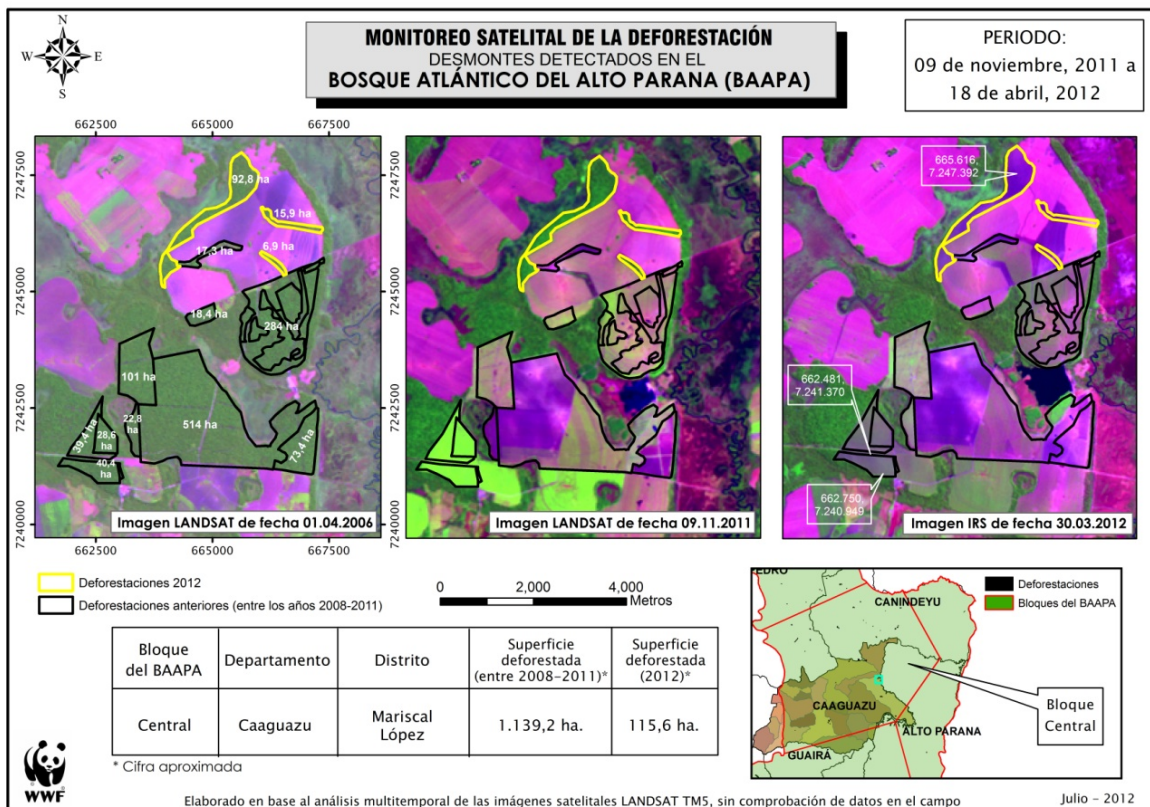 N
W E
S
MONITOREO SATELITAL DE LA DEFORESTACIÓN
DESMONTES DETECTADOS EN EL
BOSQUE ATLÁNTICO DEL ALTO PARANA (BAAPA)
PERIODO:
09 de noviembre, 2011 a
18 de abril, 2012
662500 665000 667500
7247500
7245000
7242500
7240000
92,8 ha
15,9 ha
17,3 ha
6,9 ha
18,4 ha
284 ha
101 ha
22,8 ha
514 ha
39,4 ha
28,6 ha
40,4 ha
73,4 ha
Imagen LANDSAT de fecha 01.04.2006
662500 665000 667500
Imagen LANDSAT de fecha 09.11.2011
665.616,
7.247.392
662.481,
7.241.370
662.750,
7.240.949
Imagen IRS de fecha 30.03.2012
Deforestaciones 2012
Deforestaciones anteriores (entre los años 2008-2011)
0 2,000 4,000
Metros
Bloque del BAAPA Departamento Distrito Superficie deforestada (entre 2008-2011)* Superficie deforestada (2012)*
Central Caaguazu Mariscal López 1.139,2 ha. 115,6 ha.
* Cifra aproximada
EDRO
CANINDEYU
CAAGUAZU
ALTO PARANA
GUAIRÁ
Deforestaciones
Bloques del BAAPA
Bloque
Central
WWF
Elaborado en base al análisis multitemporal de las imágenes satelitales LANDSAT TM5, sin comprobación de datos en el campo
Julio - 2012